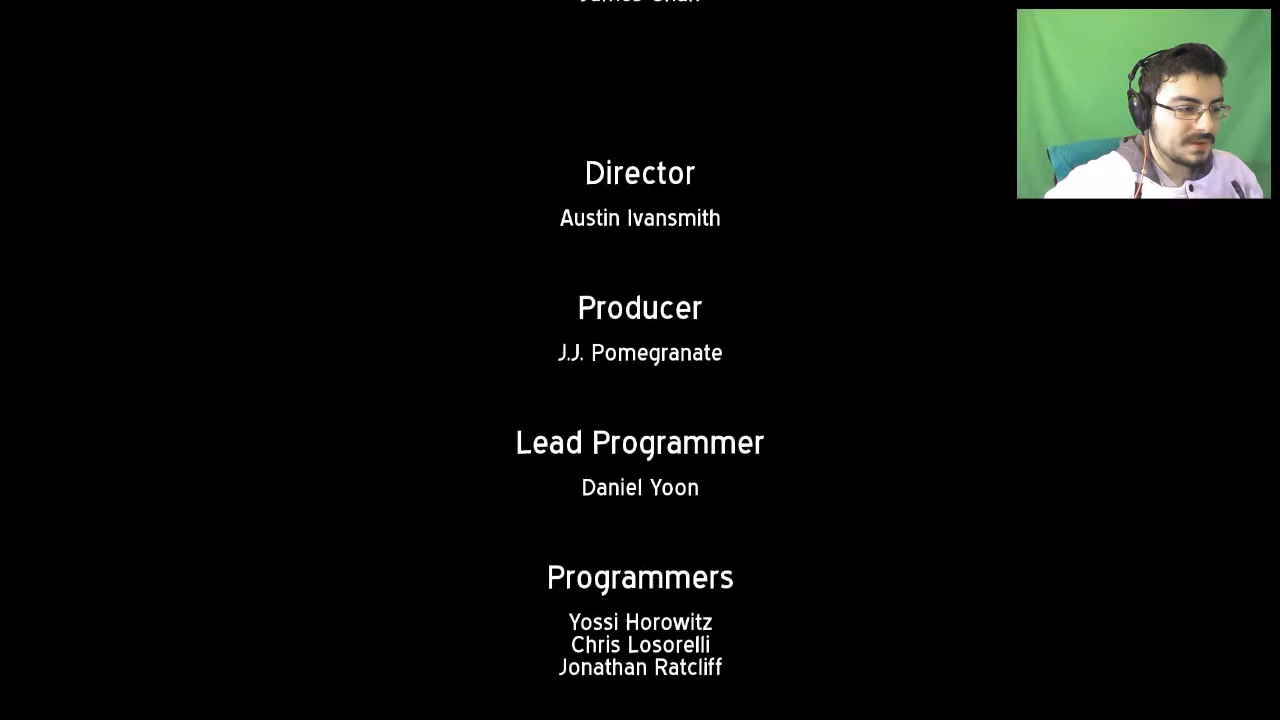 Director
Austin Ivansmith
Producer
J.J. Pomegranate
Lead Programmer
Daniel Yoon
Programmers
Yossi Horowitz
Chris Losorelli
Jonathan Ratcliff